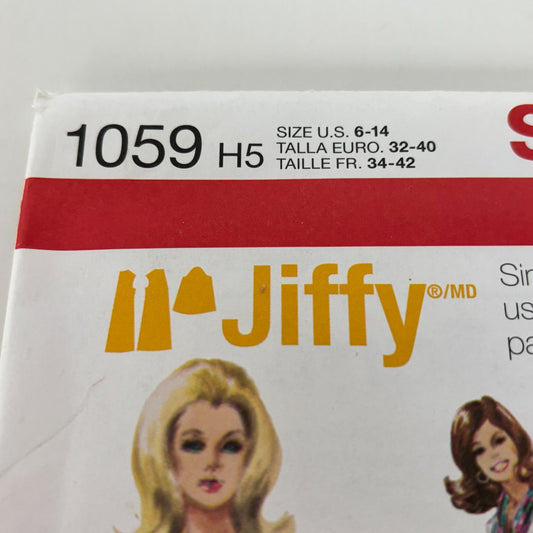 1059 H5
SIZE U.S. 6-14
TALLA EURO. 32-40
TAILLE FR. 34-42
S
Jiffy®/MD